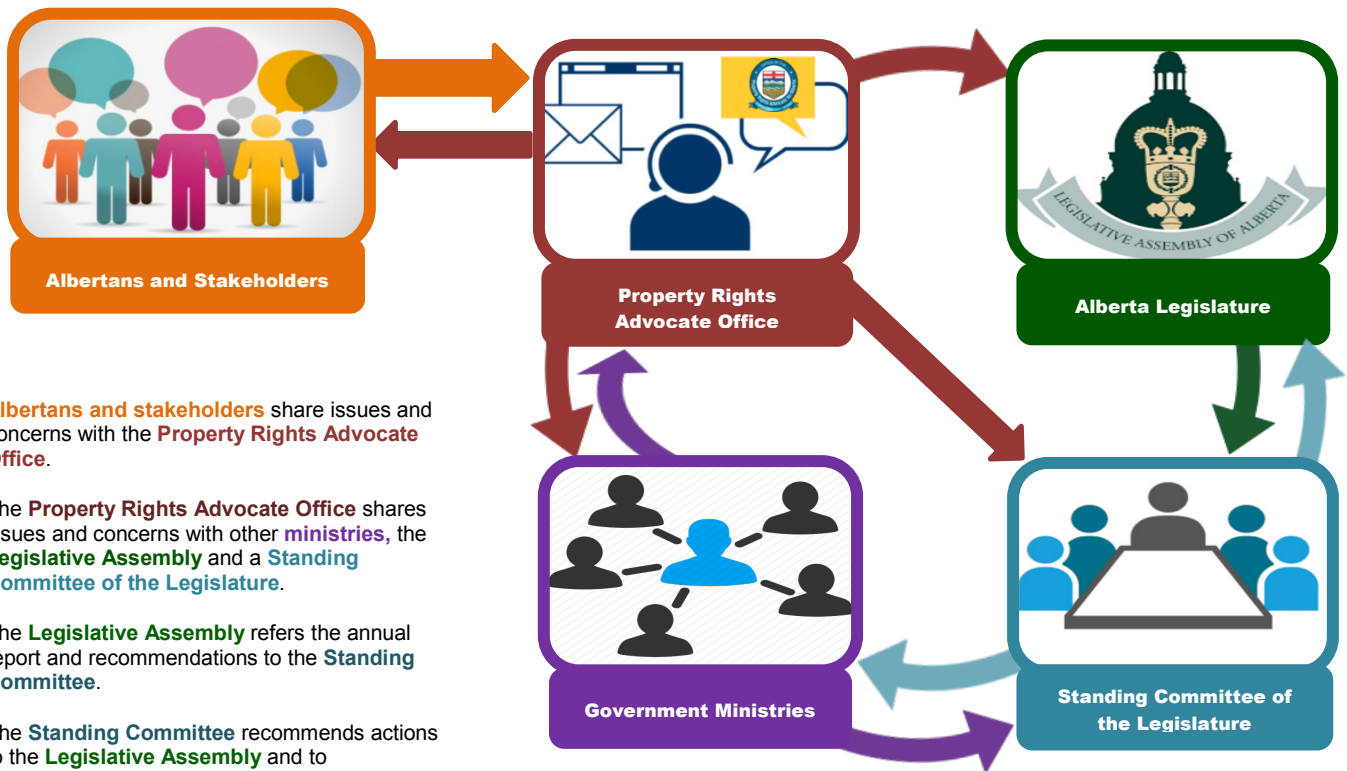 Albertans and Stakeholders
Property Rights
Advocate Office
LEGISLATIVE ASSEMBLY OF ALBERTA
Alberta Legislature
lbertans and stakeholders share issues and
oncerns with the Property Rights Advocate
ffice.
he Property Rights Advocate Office shares
ssues and concerns with other ministries, the
egislative Assembly and a Standing
ommittee of the Legislature.
he Legislative Assembly refers the annual
eport and recommendations to the Standing
ommittee.
he Standing Committee recommends actions
o the Legislative Assembly and to
Government Ministries
Standing Committee of
the Legislature